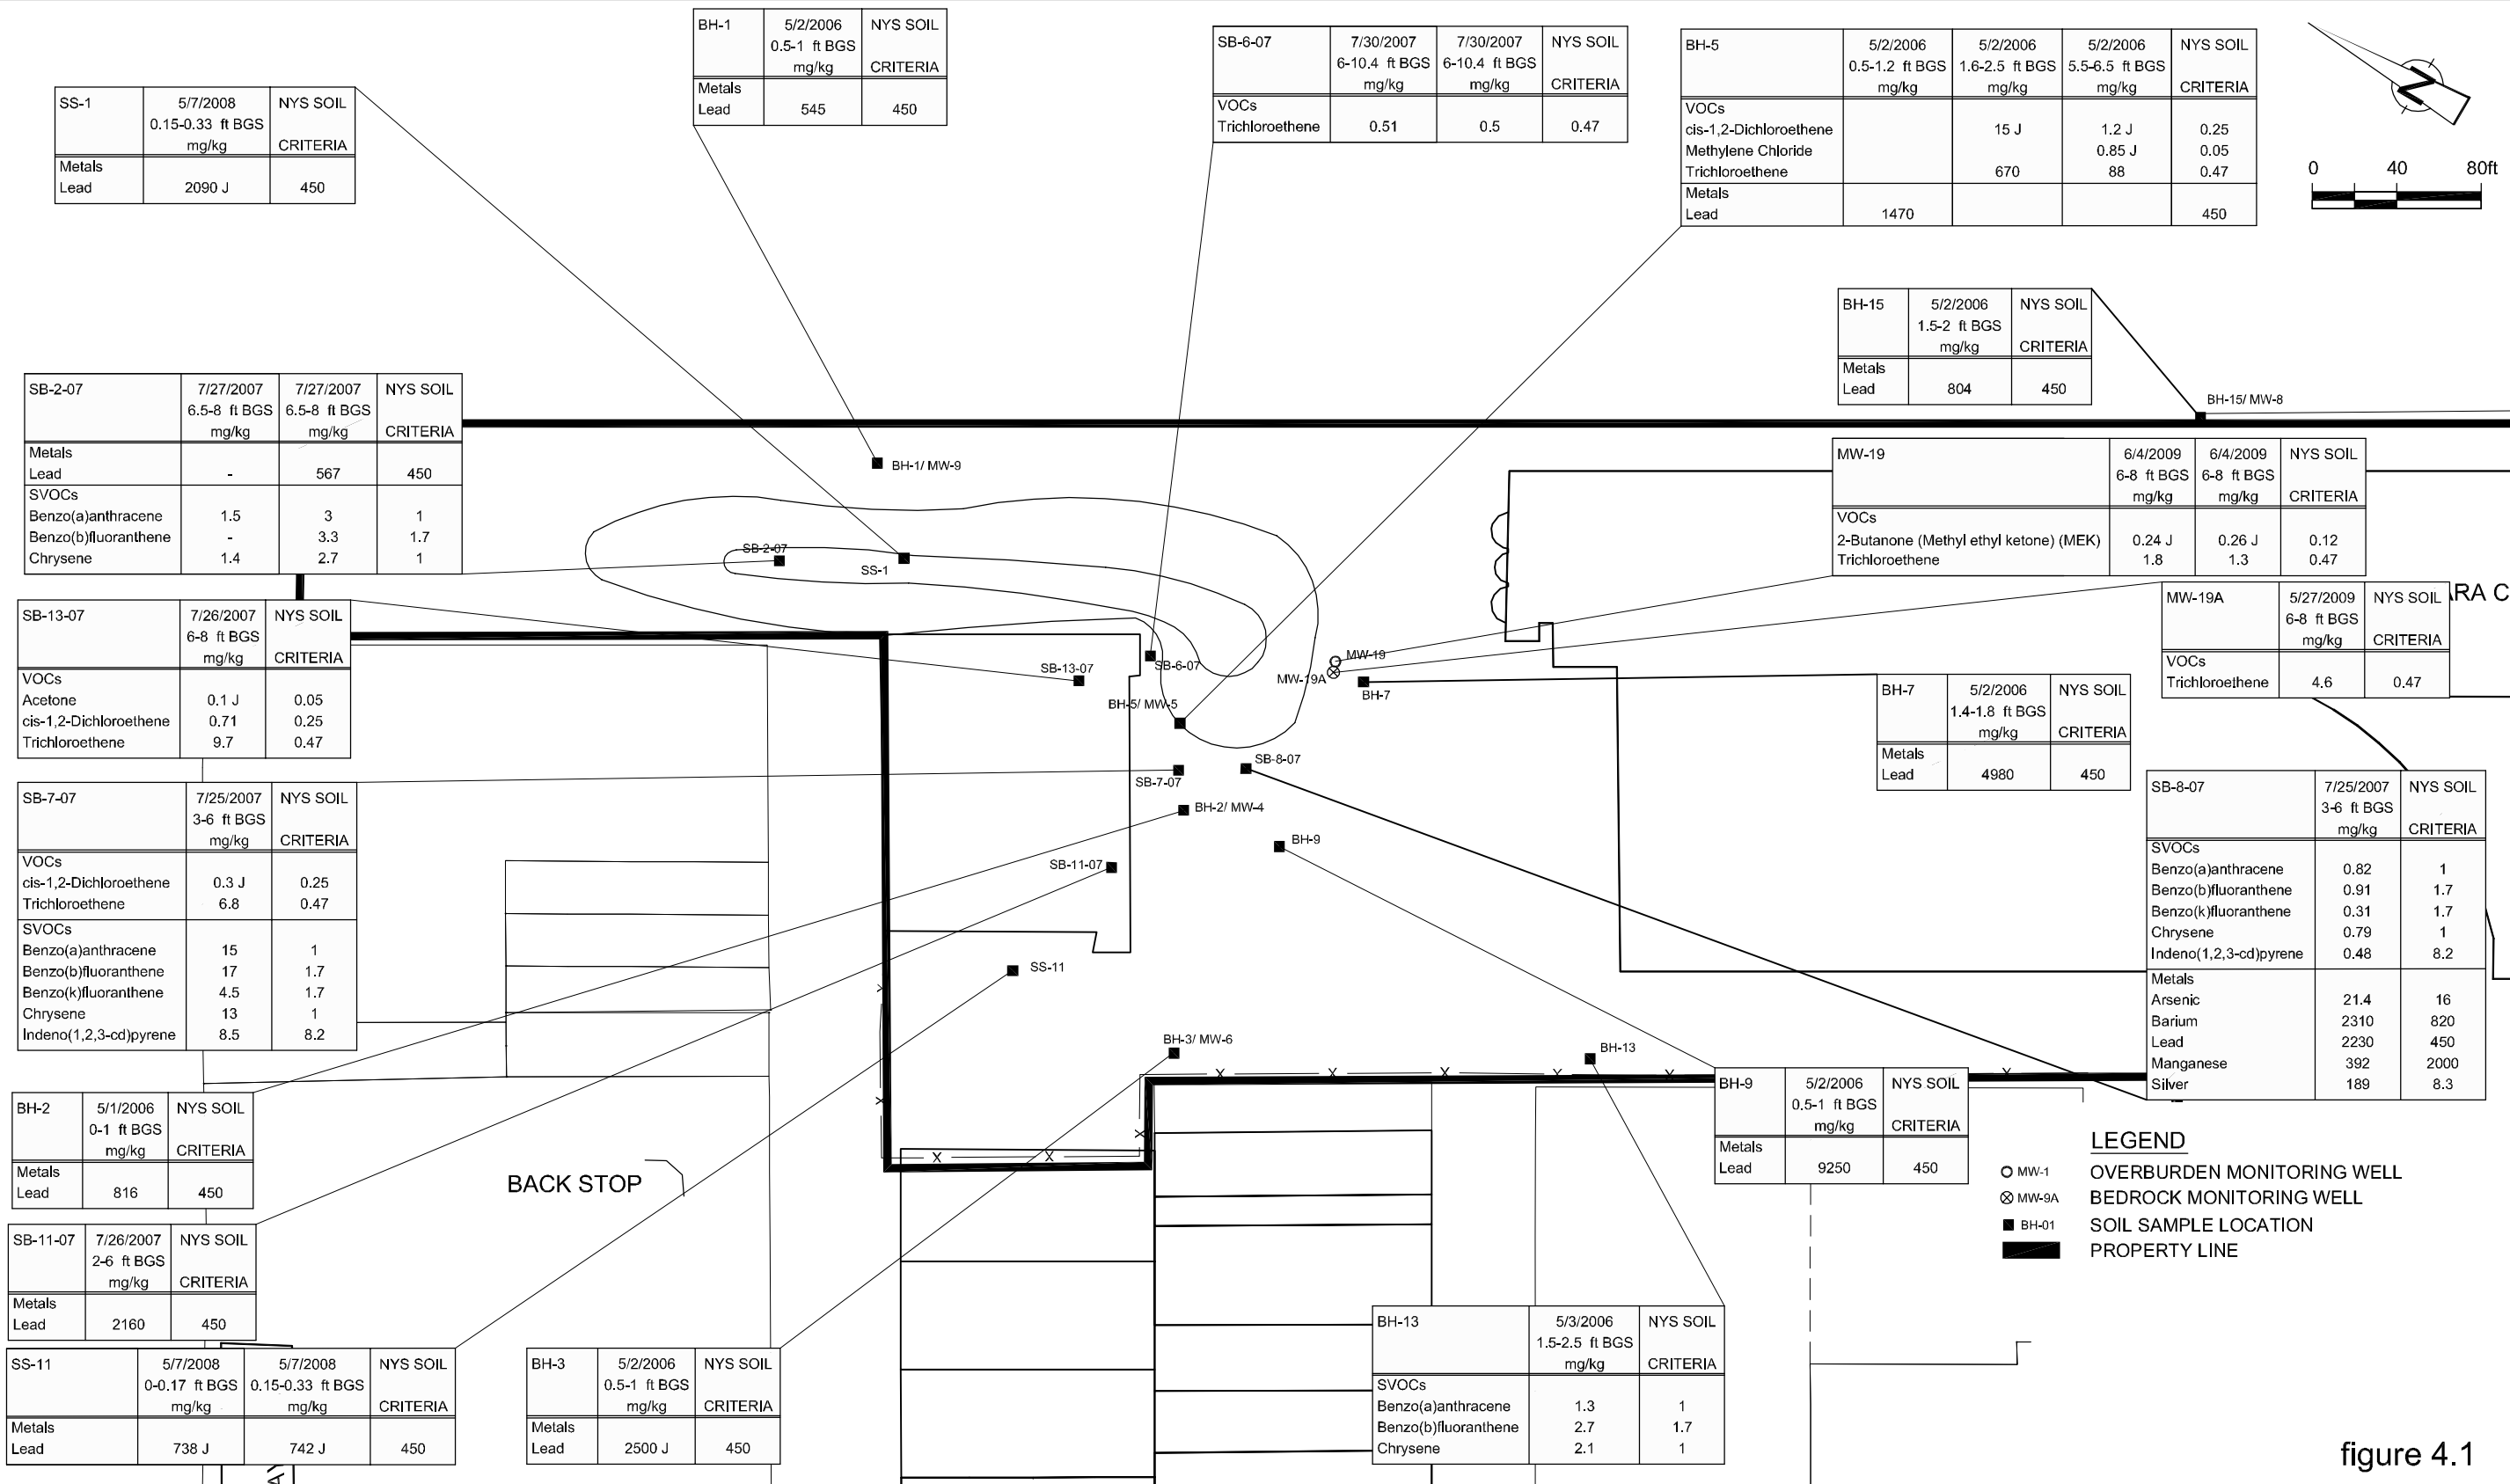 BH-1 5/2/2006 NYS SOIL
0.5-1 ft BGS
mg/kg CRITERIA
Metals
Lead 545 450
SB-6-07 7/30/2007 7/30/2007 NYS SOIL
6-10.4 ft BGS 6-10.4 ft BGS
mg/kg mg/kg CRITERIA
VOCs
Trichloroethene 0.51 0.5 0.47
BH-5 5/2/2006 5/2/2006 5/2/2006 NYS SOIL
0.5-1.2 ft BGS 1.6-2.5 ft BGS 5.5-6.5 ft BGS
mg/kg mg/kg mg/kg CRITERIA
VOCs
cis-1,2-Dichloroethene 15 J 1.2 J 0.25
Methylene Chloride 0.85 J 0.05
Trichloroethene 670 88 0.47
Metals
Lead 1470 450
N
0 40 80ft
SS-1 5/7/2008 NYS SOIL
0.15-0.33 ft BGS
mg/kg CRITERIA
Metals
Lead 2090 J 450
BH-15 5/2/2006 NYS SOIL
1.5-2 ft BGS
mg/kg CRITERIA
Metals
Lead 804 450
BH-15/ MW-8
SB-2-07 7/27/2007 7/27/2007 NYS SOIL
6.5-8 ft BGS 6.5-8 ft BGS
mg/kg mg/kg CRITERIA
Metals
Lead - 567 450
SVOCs
Benzo(a)anthracene 1.5 3 1
Benzo(b)fluoranthene - 3.3 1.7
Chrysene 1.4 2.7 1
BH-1/ MW-9
MW-19 6/4/2009 6/4/2009 NYS SOIL
6-8 ft BGS 6-8 ft BGS
mg/kg mg/kg CRITERIA
VOCs
2-Butanone (Methyl ethyl ketone) (MEK) 0.24 J 0.26 J 0.12
Trichloroethene 1.8 1.3 0.47
SB-2-07
SS-1
ARA C
MW-19A 5/27/2009 NYS SOIL
6-8 ft BGS
mg/kg CRITERIA
VOCs
Trichloroethene 4.6 0.47
SB-13-07 7/26/2007 NYS SOIL
6-8 ft BGS
mg/kg CRITERIA
VOCs
Acetone 0.1 J 0.05
cis-1,2-Dichloroethene 0.71 0.25
Trichloroethene 9.7 0.47
SB-13-07
SB-6-07
MW-19
MW-19A
BH-7
BH-5/ MW-5
BH-7 5/2/2006 NYS SOIL
1.4-1.8 ft BGS
mg/kg CRITERIA
Metals
Lead 4980 450
SB-7-07 7/25/2007 NYS SOIL
3-6 ft BGS
mg/kg CRITERIA
VOCs
cis-1,2-Dichloroethene 0.3 J 0.25
Trichloroethene 6.8 0.47
SVOCs
Benzo(a)anthracene 15 1
Benzo(b)fluoranthene 17 1.7
Benzo(k)fluoranthene 4.5 1.7
Chrysene 13 1
Indeno(1,2,3-cd)pyrene 8.5 8.2
SB-8-07
SB-7-07
BH-2/ MW-4
BH-9
SB-11-07
SS-11
SB-8-07 7/25/2007 NYS SOIL
3-6 ft BGS
mg/kg CRITERIA
SVOCs
Benzo(a)anthracene 0.82 1
Benzo(b)fluoranthene 0.91 1.7
Benzo(k)fluoranthene 0.31 1.7
Chrysene 0.79 1
Indeno(1,2,3-cd)pyrene 0.48 8.2
Metals
Arsenic 21.4 16
Barium 2310 820
Lead 2230 450
Manganese 392 2000
Silver 189 8.3
BH-3/ MW-6
BH-13
BH-9 5/2/2006 NYS SOIL
0.5-1 ft BGS
mg/kg CRITERIA
Metals
Lead 9250 450
BH-2 5/1/2006 NYS SOIL
0-1 ft BGS
mg/kg CRITERIA
Metals
Lead 816 450
BACK STOP
LEGEND
MW-1 OVERBURDEN MONITORING WELL
MW-9A BEDROCK MONITORING WELL
BH-01 SOIL SAMPLE LOCATION
PROPERTY LINE
SB-11-07 7/26/2007 NYS SOIL
2-6 ft BGS
mg/kg CRITERIA
Metals
Lead 2160 450
SS-11 5/7/2008 5/7/2008 NYS SOIL
0-0.17 ft BGS 0.15-0.33 ft BGS
mg/kg mg/kg CRITERIA
Metals
Lead 738 J 742 J 450
BH-3 5/2/2006 NYS SOIL
0.5-1 ft BGS
mg/kg CRITERIA
Metals
Lead 2500 J 450
BH-13 5/3/2006 NYS SOIL
1.5-2.5 ft BGS
mg/kg CRITERIA
SVOCs
Benzo(a)anthracene 1.3 1
Benzo(b)fluoranthene 2.7 1.7
Chrysene 2.1 1
figure 4.1